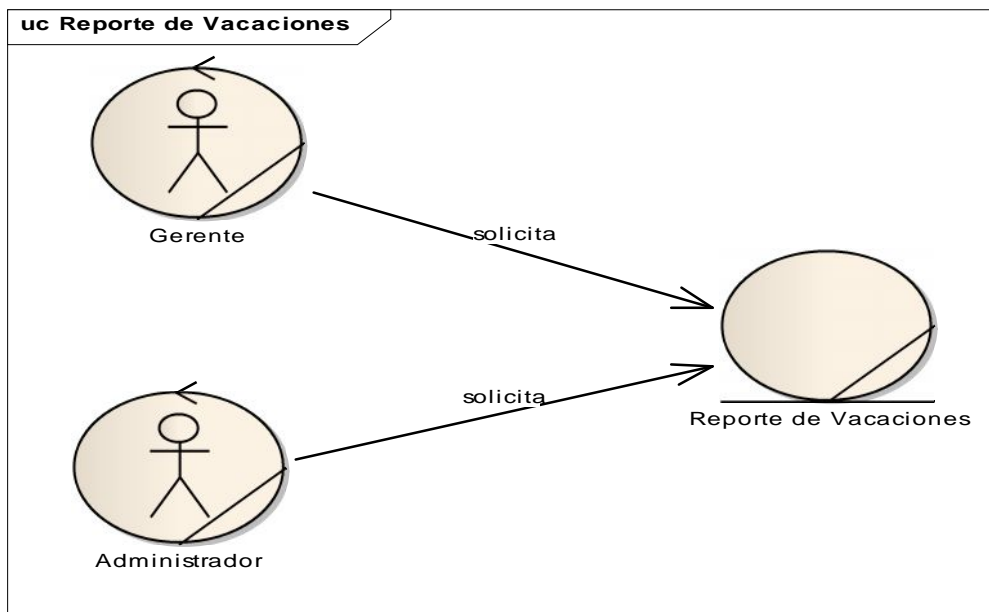 uc Reporte de Vacaciones
Gerente
solicita
solicita
Reporte de Vacaciones
Administrador